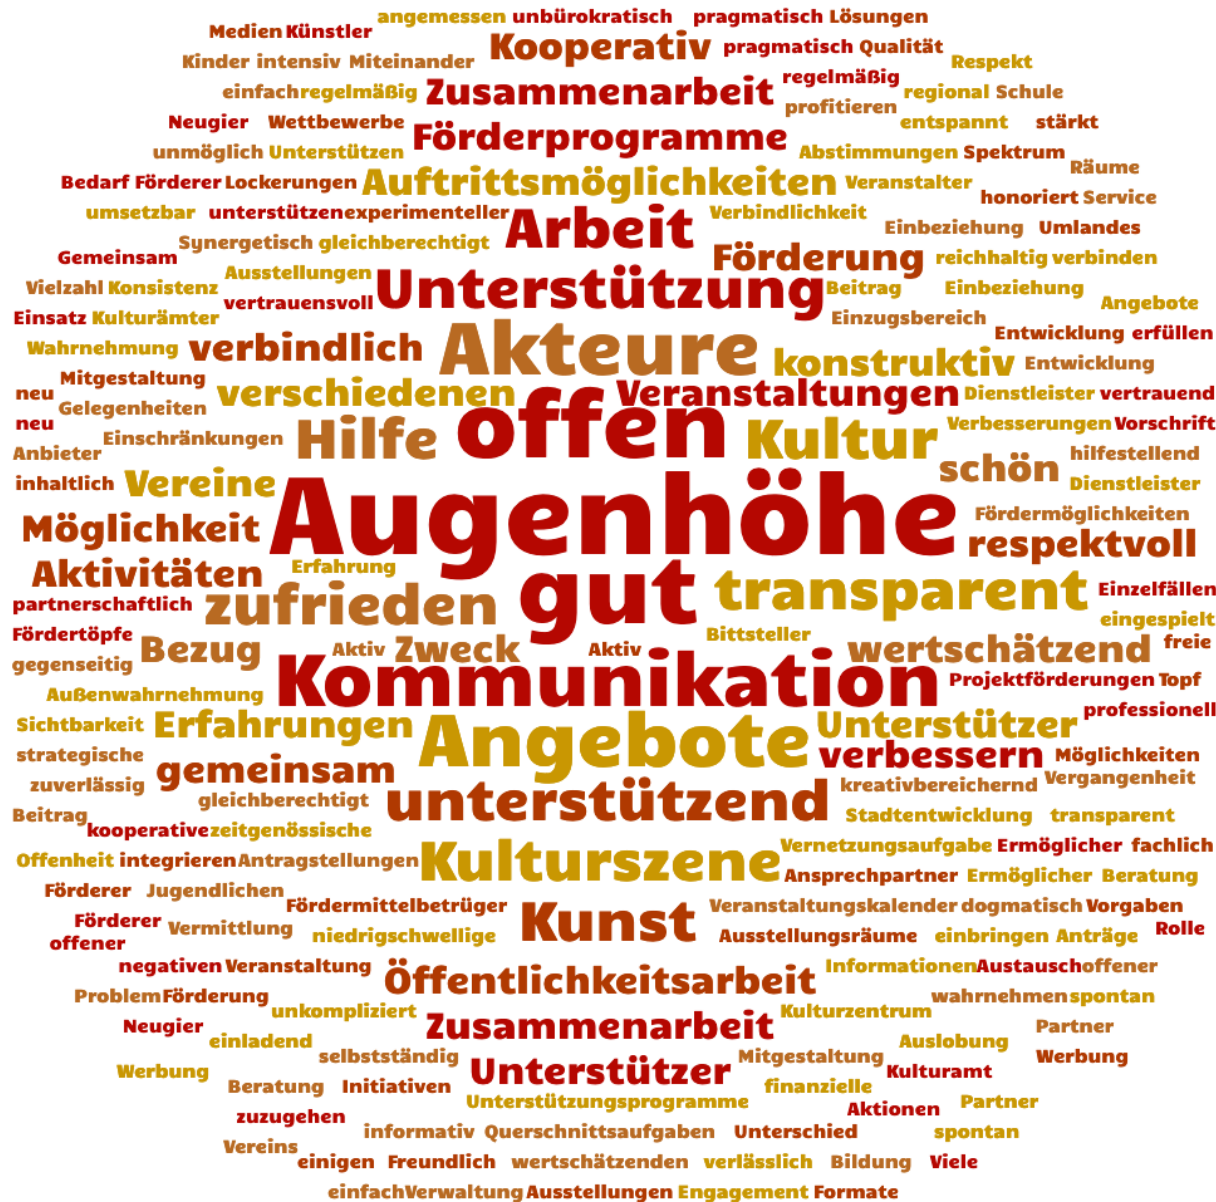 angemessen unbürokratisch pragmatisch Lösungen
Medien Künstler Kooperativ pragmatisch Qualität
Kinder intensiv Miteinander Respekt
einfach regelmäßig Zusammenarbeit regelmäßig regional Schule
profitieren
Neugier Wettbewerbe Förderprogramme entspannt stärkt
unmöglich Unterstützen Abstimmungen Spektrum
Räume
Bedarf Förderer Lockerungen Auftrittsmöglichkeiten Veranstalter
honoriert Service
umsetzbar unterstützen experimenteller Arbeit Verbindlichkeit
Einbeziehung Umlandes
Synergetisch gleichberechtigt
Gemeinsam Förderung reichhaltig verbinden
Ausstellungen
Vielzahl Konsistenz Unterstützung Beitrag Einbeziehung
vertrauensvoll Angebote
Einsatz Kulturämter Einzugsbereich
Entwicklung erfüllen
Wahrnehmung verbindlich Akteure konstruktiv Entwicklung
Mitgestaltung
neu verschiedenen Veranstaltungen Dienstleister vertrauend
Gelegenheiten
neu offen Verbesserungen Vorschrift
Einschränkungen Hilfe Kultur
Anbieter schön hilfestellend
inhaltlich Vereine Dienstleister
Augenhöhe Fördermöglichkeiten
Möglichkeit respektvoll
Aktivitäten Erfahrung
gut transparent Einzelfällen
partnerschaftlich zufrieden eingespielt
Fördertöpfe Bittsteller
Bezug Aktiv Zweck Aktiv wertschätzend freie
gegenseitig
Kommunikation Projektförderungen Topf
Außenwahrnehmung
professionell
Sichtbarkeit Erfahrungen Unterstützer
Angebote
strategische verbessern Möglichkeiten
gemeinsam
zuverlässig kreativbereichernd Vergangenheit
gleichberechtigt unterstützend
Beitrag Stadtentwicklung transparent
kooperative zeitgenössische
Vernetzungsaufgabe Ermöglicher fachlich
Offenheit integrieren Antragstellungen Kulturszene
Ansprechpartner Ermöglicher Beratung
Förderer Jugendlichen
Fördermittelbetrüger Veranstaltungskalender dogmatisch Vorgaben
Förderer Vermittlung Kunst Rolle
offener niedrigschwellige Ausstellungsräume einbringen Anträge
negativen Veranstaltung Informationen Austausch offener
Öffentlichkeitsarbeit
Problem Förderung wahrnehmen spontan
unkompliziert Kulturzentrum
Neugier Zusammenarbeit Partner
einladend Auslobung
selbstständig Mitgestaltung Werbung
Werbung Unterstützer Kulturamt
Beratung Initiativen finanzielle
Unterstützungsprogramme Aktionen Partner
zuzugehen
informativ Querschnittsaufgaben Unterschied spontan
Vereins
einigen Freundlich wertschätzenden verlässlich Bildung Viele
einfach Verwaltung Ausstellungen Engagement Formate